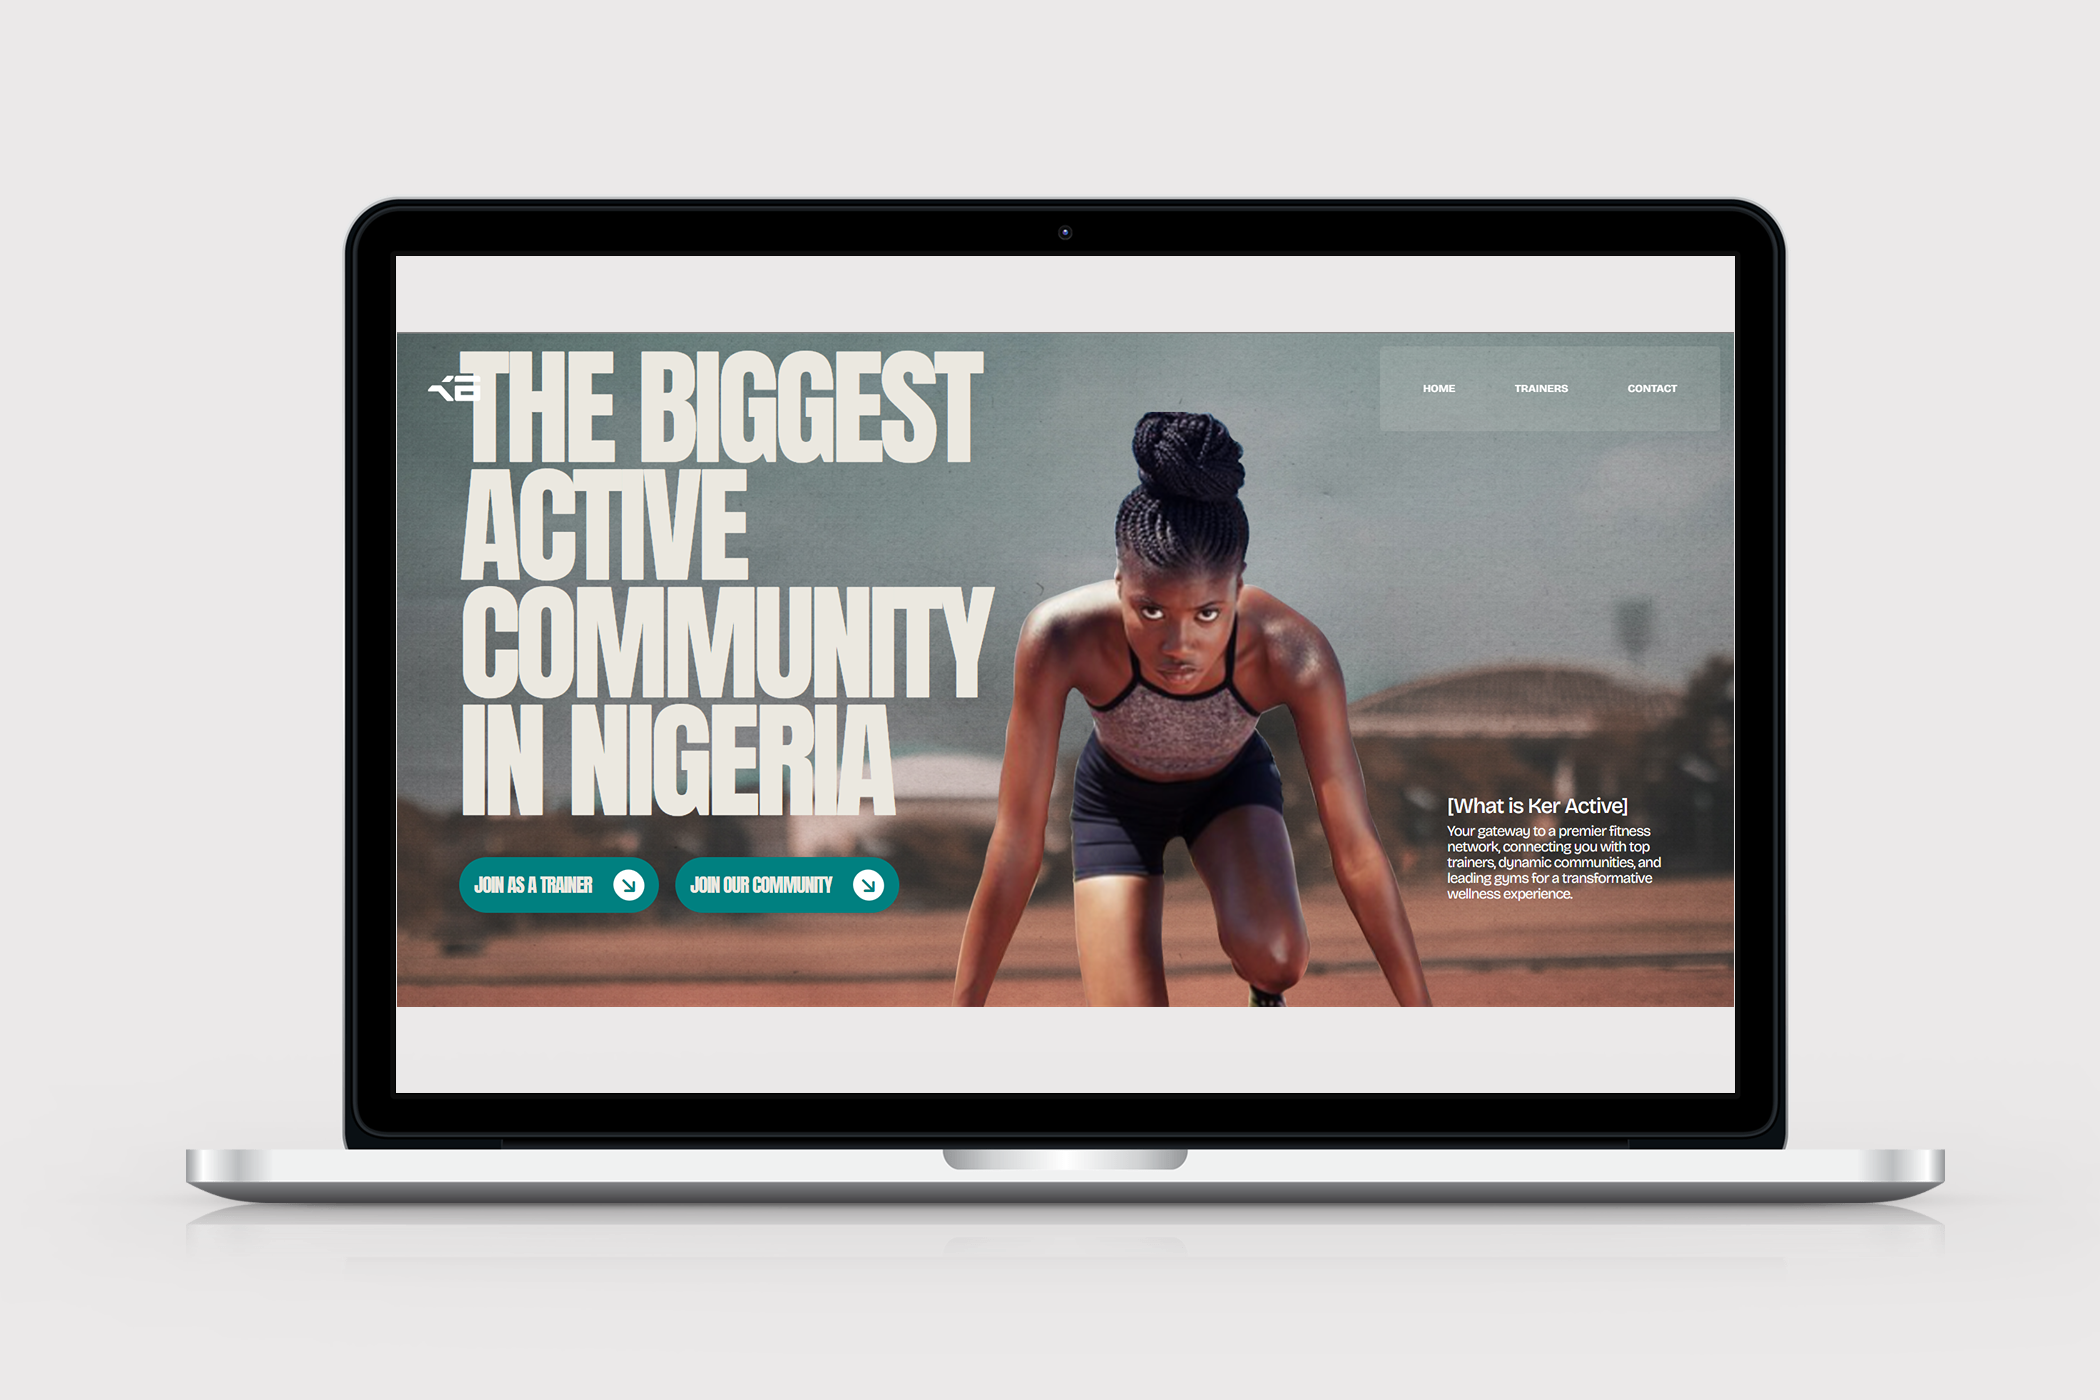 KA
THE BIGGEST
ACTIVE
COMMUNITY
IN NIGERIA
HOME
TRAINERS
CONTACT
JOIN AS A TRAINER
JOIN OUR COMMUNITY
[What is Ker Active]
Your gateway to a premier fitness
network, connecting you with top
trainers, dynamic communities, and
leading gyms for a transformative
wellness experience.